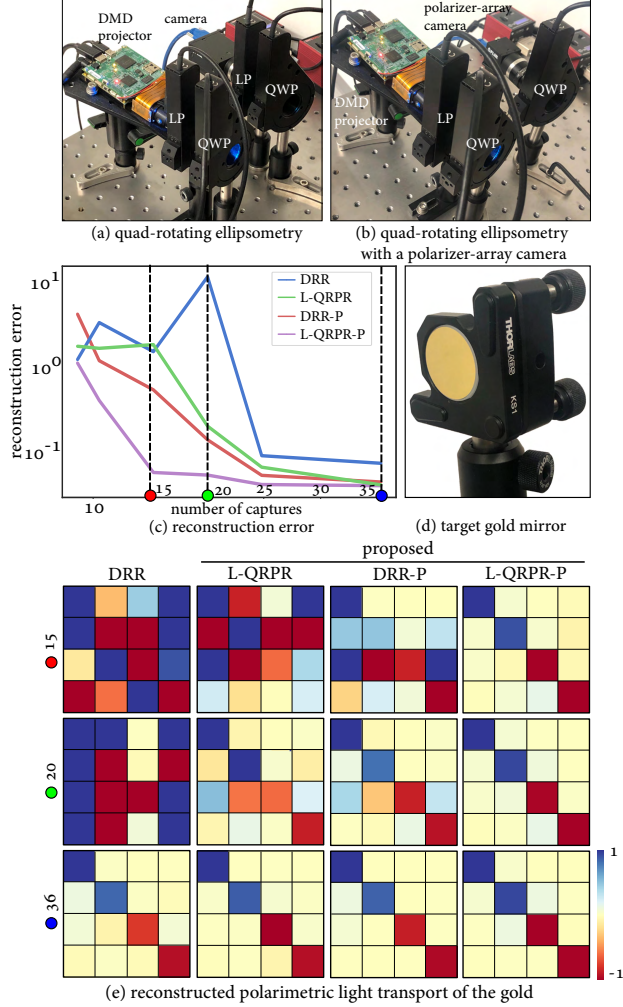 DMD
projector
camera
LP
LP
QWP
QWP
polarizer-array
camera
DMD
projector
LP
QWP
QWP
(a) quad-rotating ellipsometry
(b) quad-rotating ellipsometry
with a polarizer-array camera
10¹
10⁰
10⁻¹
reconstruction error
DRR
L-QRPR
DRR-P
L-QRPR-P
10
15
20
25
30
35
number of captures
(c) reconstruction error
THORLABS
KS1
(d) target gold mirror
proposed
DRR
L-QRPR
DRR-P
L-QRPR-P
15
20
36
1
-1
(e) reconstructed polarimetric light transport of the gold